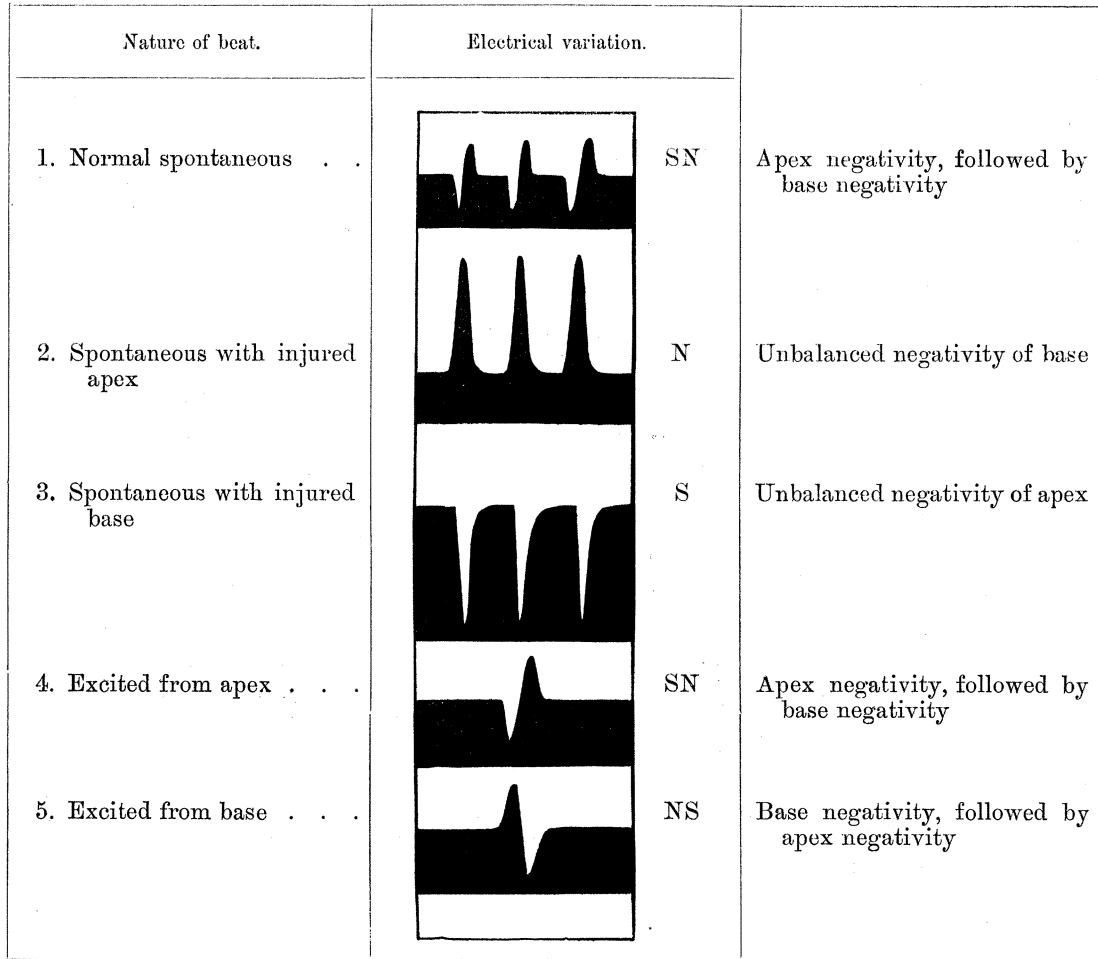 Nature of beat.
Electrical variation.
1. Normal spontaneous . .
SN
Apex negativity, followed by
base negativity
2. Spontaneous with injured
apex
N
Unbalanced negativity of base
3. Spontaneous with injured
base
S
Unbalanced negativity of apex
4. Excited from apex . . .
SN
Apex negativity, followed by
base negativity
5. Excited from base . . .
NS
Base negativity, followed by
apex negativity